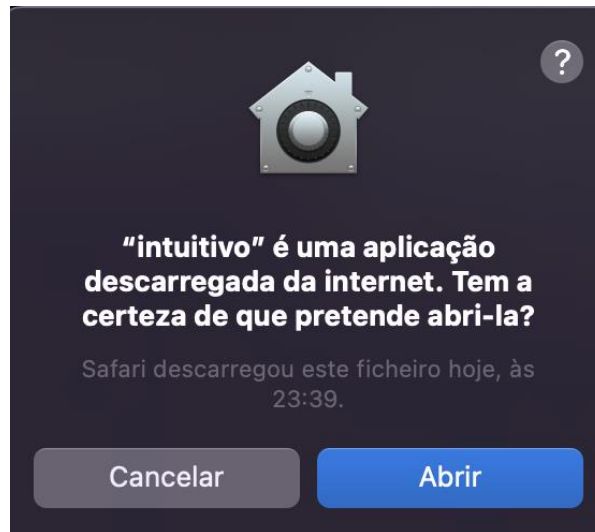 ?
“intuitivo” é uma aplicação
descarregada da internet. Tem a
certeza de que pretende abri-la?
Safari descarregou este ficheiro hoje, às
23:39.
Cancelar
Abrir